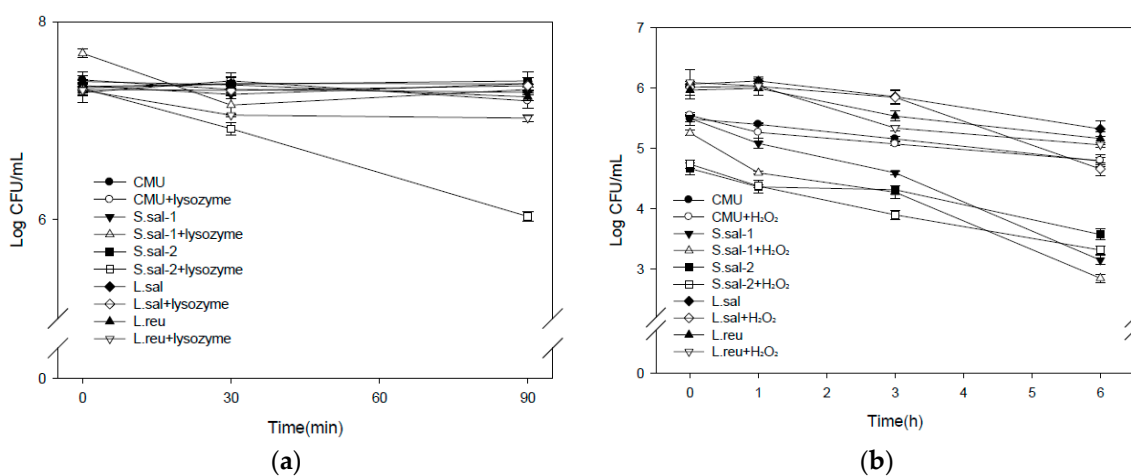 8
6
0
Log CFU/mL
CMU
CMU+lysozyme
S.sal-1
S.sal-1+lysozyme
S.sal-2
S.sal-2+lysozyme
L.sal
L.sal+lysozyme
L.reu
L.reu+lysozyme
0 30 60 90
Time(min)
(a)
7
6
5
4
3
0
Log CFU/mL
CMU
CMU+H₂O₂
S.sal-1
S.sal-1+H₂O₂
S.sal-2
S.sal-2+H₂O₂
L.sal
L.sal+H₂O₂
L.reu
L.reu+H₂O₂
0 1 2 3 4 5 6
Time(h)
(b)